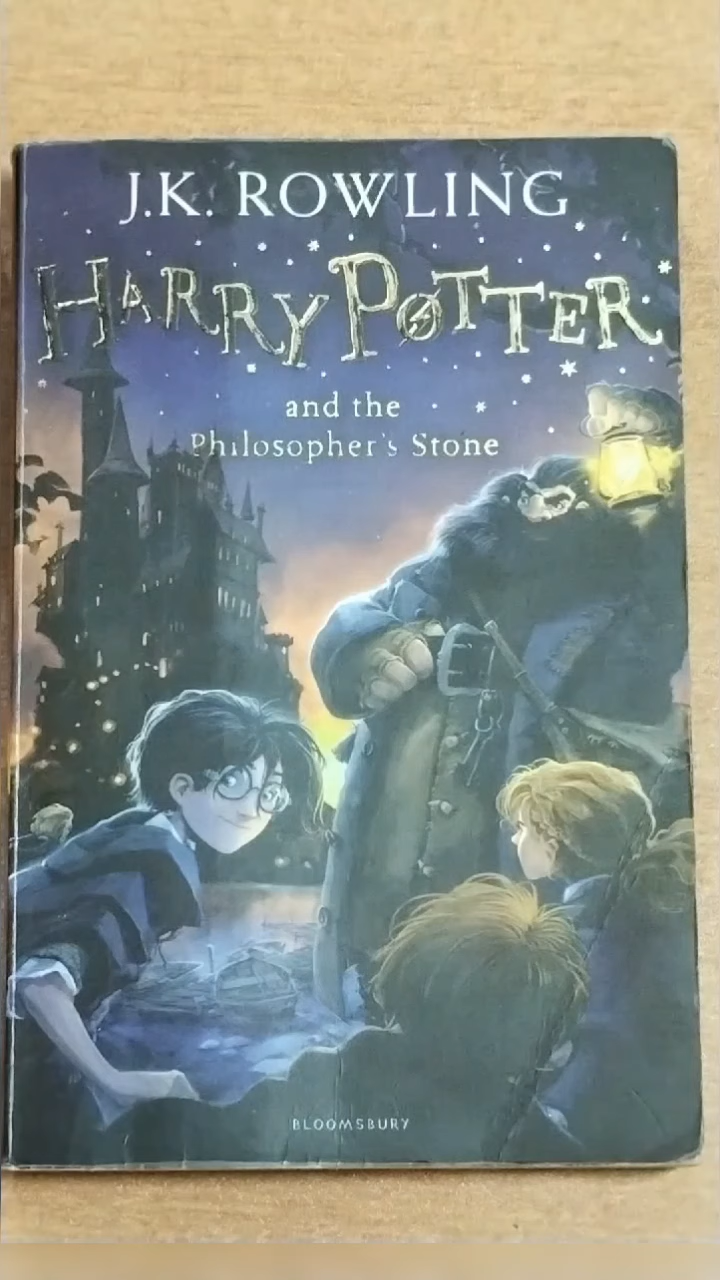 J.K. ROWLING
HARRY POTTER
and the
Philosopher's Stone
BLOOMSBURY